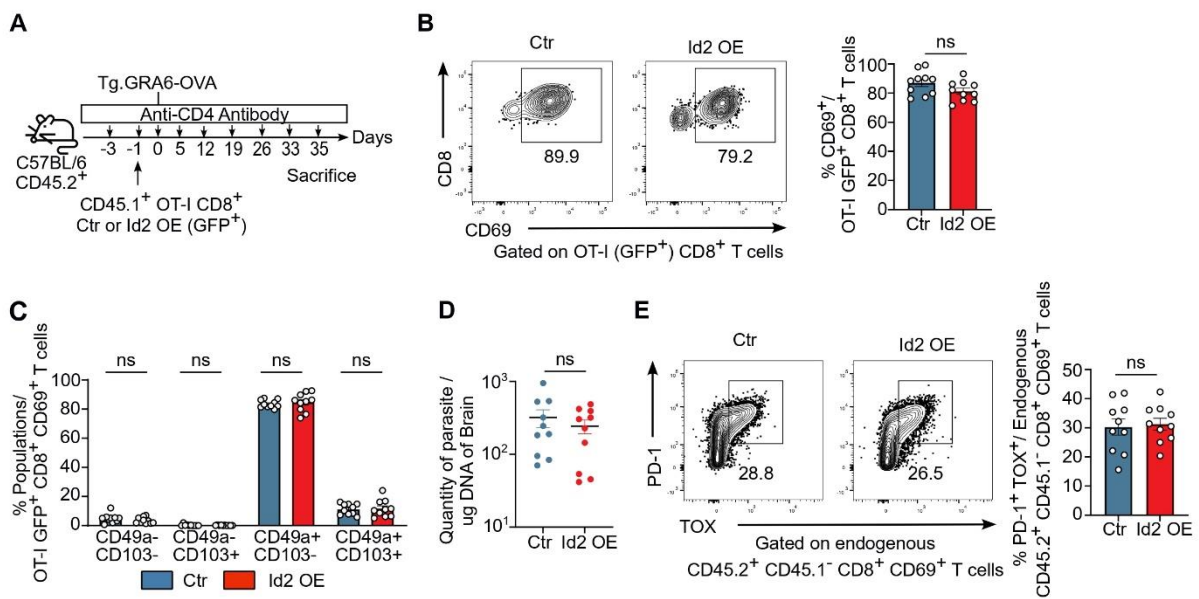 A
Tg.GRA6-OVA
Anti-CD4 Antibody
Days
-3 -1 0 5 12 19 26 33 35
C57BL/6
CD45.2+
Sacrifice
CD45.1+ OT-I CD8+
Ctr or Id2 OE (GFP+)
B
Ctr
Id2 OE
CD8
89.9
79.2
CD69
Gated on OT-I (GFP+) CD8+ T cells
% CD69+/
OT-I GFP+ CD8+ T cells
ns
100
80
60
40
20
0
Ctr Id2 OE
C
% Populations/
OT-I GFP+ CD8+ CD69+ T cells
ns ns ns ns
100
80
60
40
20
0
CD49a- CD49a- CD49a+ CD49a+
CD103- CD103+ CD103- CD103+
Ctr Id2 OE
D
Quantity of parasite /
ug DNA of Brain
ns
10³
10²
10¹
Ctr Id2 OE
E
Ctr
Id2 OE
PD-1
28.8
26.5
TOX
Gated on endogenous
CD45.2+ CD45.1- CD8+ CD69+ T cells
% PD-1+ TOX+/ Endogenous
CD45.2+ CD45.1- CD8+ CD69+ T cells
ns
50
40
30
20
10
0
Ctr Id2 OE